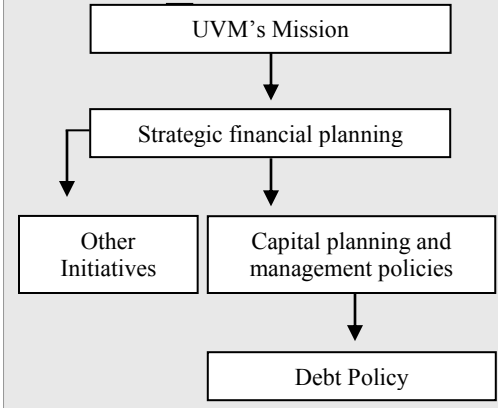 UVM’s Mission
Strategic financial planning
Other
Initiatives
Capital planning and
management policies
Debt Policy